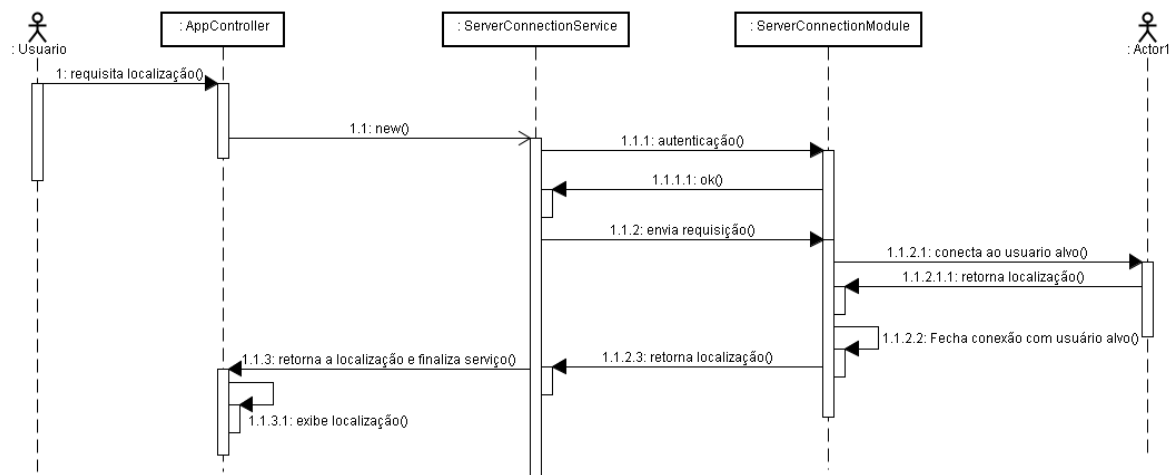 : Usuario
: AppController
: ServerConnectionService
: ServerConnectionModule
: Actor1
1: requisita localização()
1.1: new()
1.1.1: autenticação()
1.1.1.1: ok()
1.1.2: envia requisição()
1.1.2.1: conecta ao usuario alvo()
1.1.2.1.1: retorna localização()
1.1.2.2: Fecha conexão com usuário alvo()
1.1.2.3: retorna localização()
1.1.3: retorna a localização e finaliza serviço()
1.1.3.1: exibe localização()